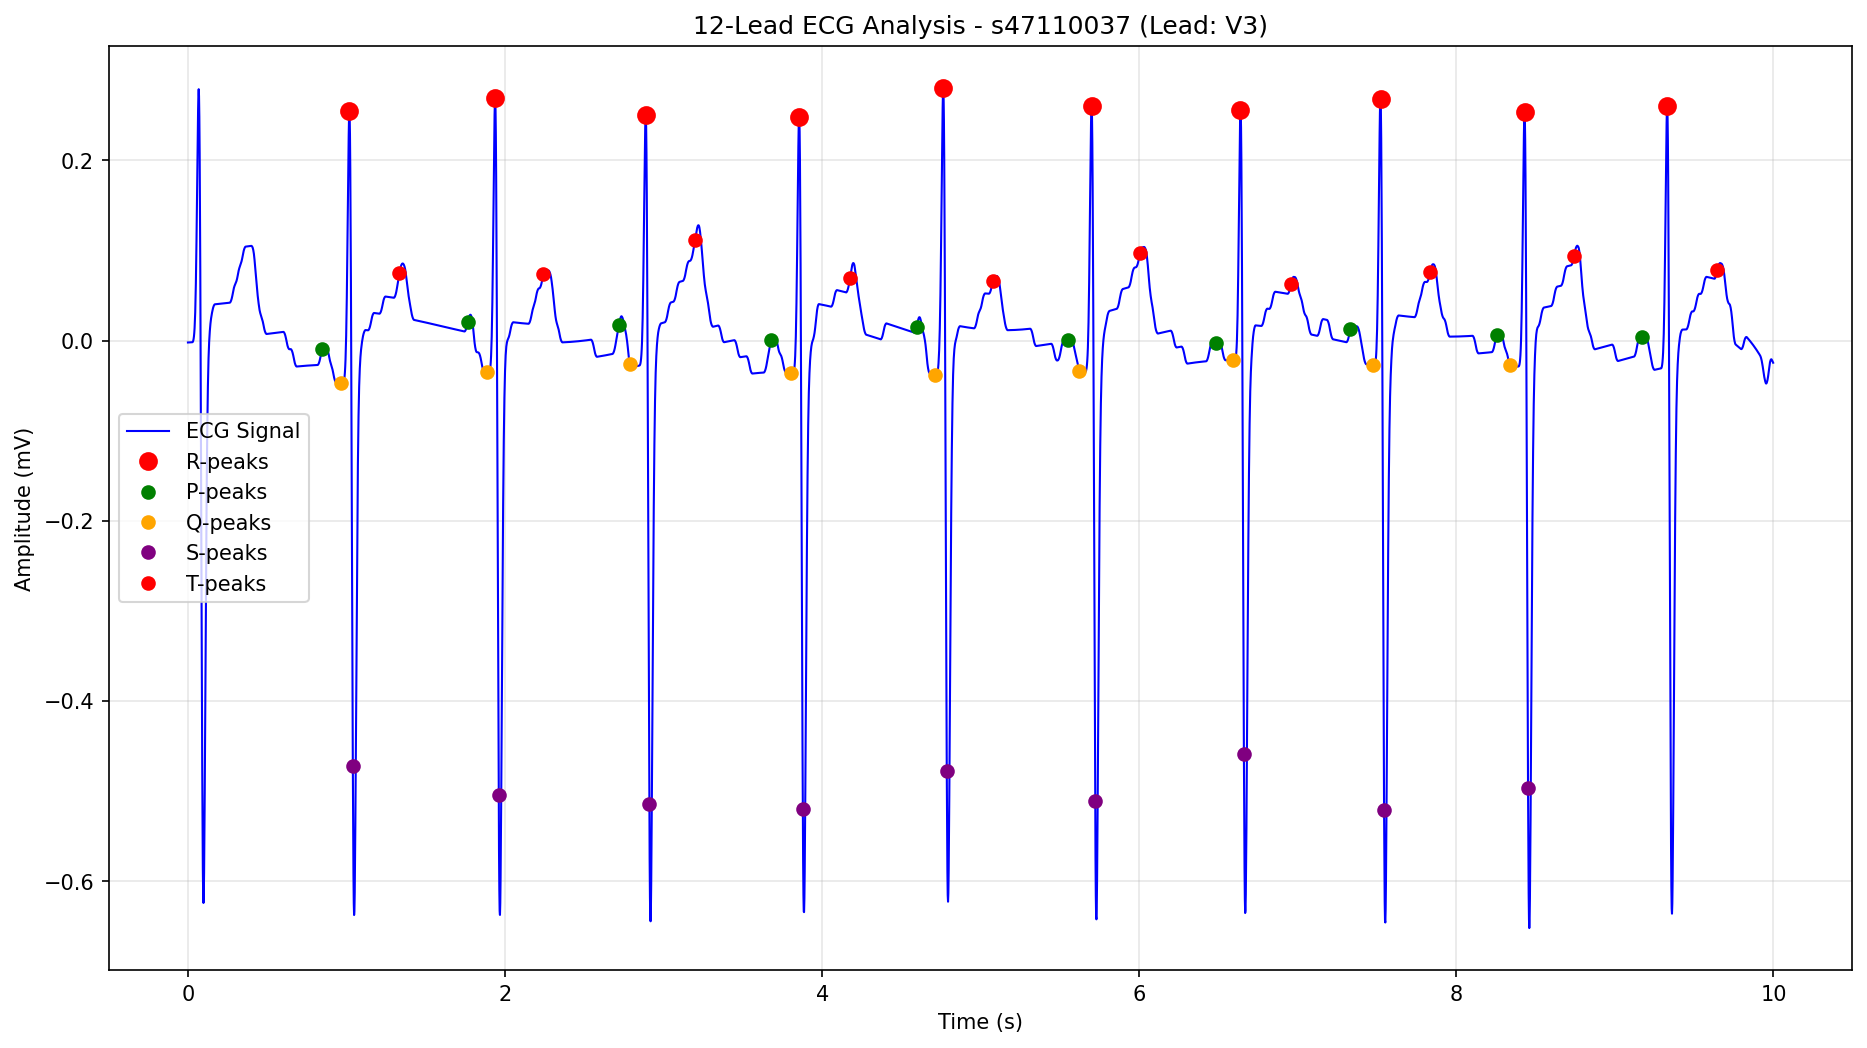 12-Lead ECG Analysis - s47110037 (Lead: V3)
Amplitude (mV)
0.2
0.0
−0.2
−0.4
−0.6
ECG Signal
R-peaks
P-peaks
Q-peaks
S-peaks
T-peaks
0 2 4 6 8 10
Time (s)